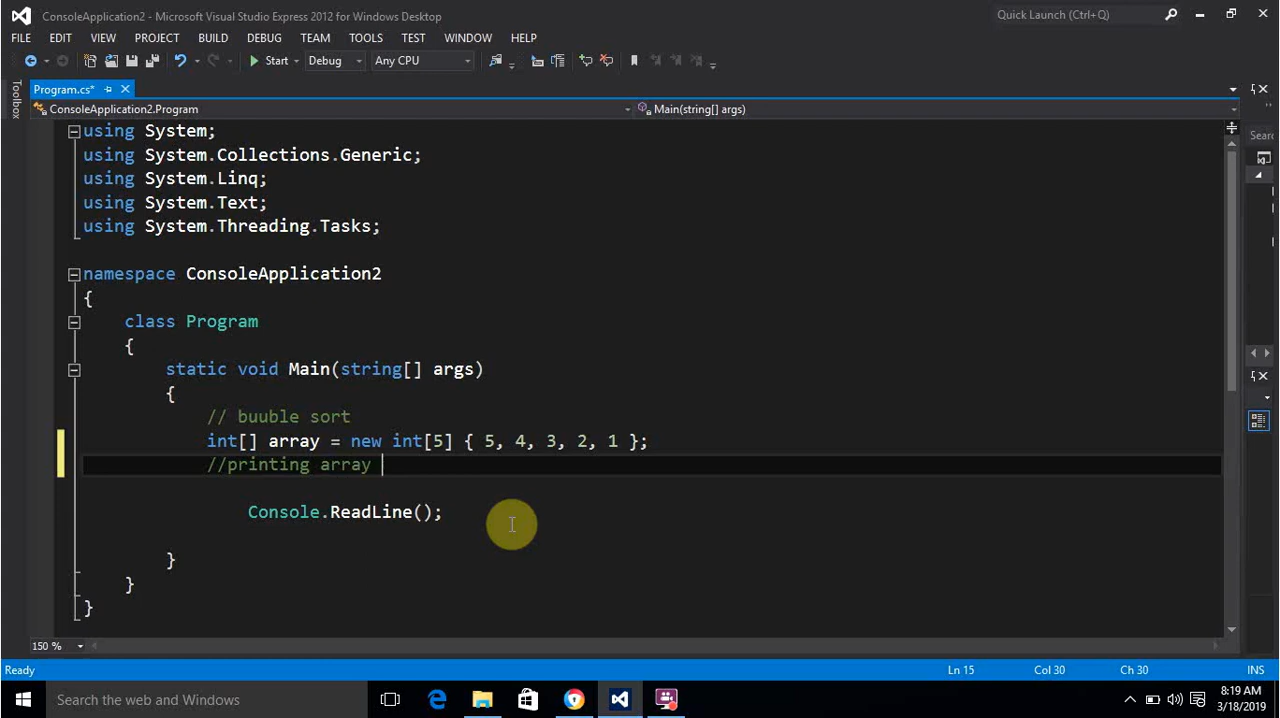 ConsoleApplication2 - Microsoft Visual Studio Express 2012 for Windows Desktop
Quick Launch (Ctrl+Q)
FILE EDIT VIEW PROJECT BUILD DEBUG TEAM TOOLS TEST WINDOW HELP
Start Debug Any CPU
Toolbox
Program.cs*
ConsoleApplication2.Program Main(string[] args)
using System;
using System.Collections.Generic;
using System.Linq;
using System.Text;
using System.Threading.Tasks;
namespace ConsoleApplication2
{
class Program
{
static void Main(string[] args)
{
// buuble sort
int[] array = new int[5] { 5, 4, 3, 2, 1 };
//printing array
Console.ReadLine();
}
}
}
150 %
Ready Ln 15 Col 30 Ch 30 INS
Search the web and Windows
8:19 AM
3/18/2019